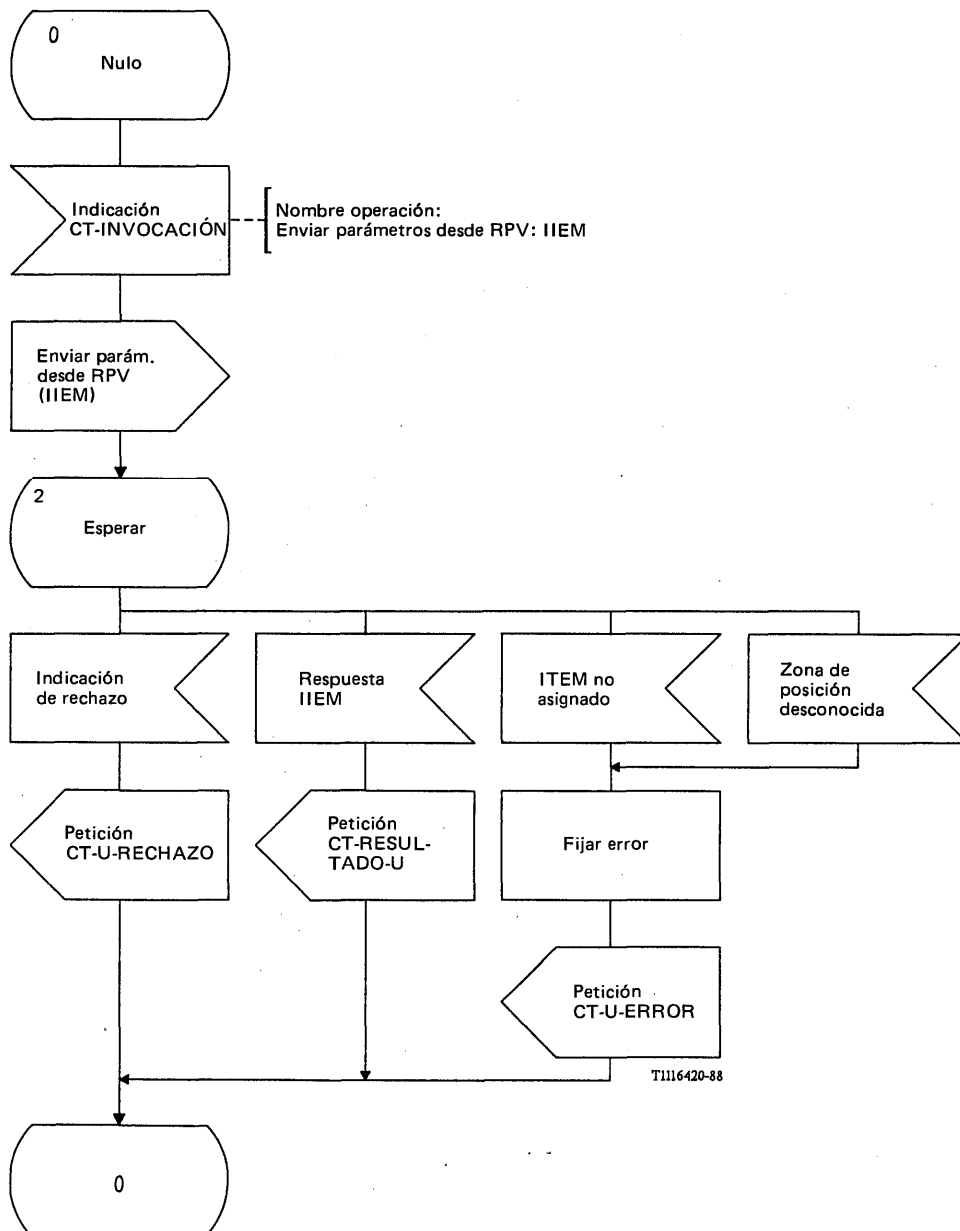 0
Nulo
Indicación
CT-INVOCACIÓN
Nombre operación:
Enviar parámetros desde RPV: IIEM
Enviar parám.
desde RPV
(IIEM)
2
Esperar
Indicación
de rechazo
Respuesta
IIEM
ITEM no
asignado
Zona de
posición
desconocida
Petición
CT-U-RECHAZO
Petición
CT-RESUL-
TADO-U
Fijar error
Petición
CT-U-ERROR
T1116420-88
0